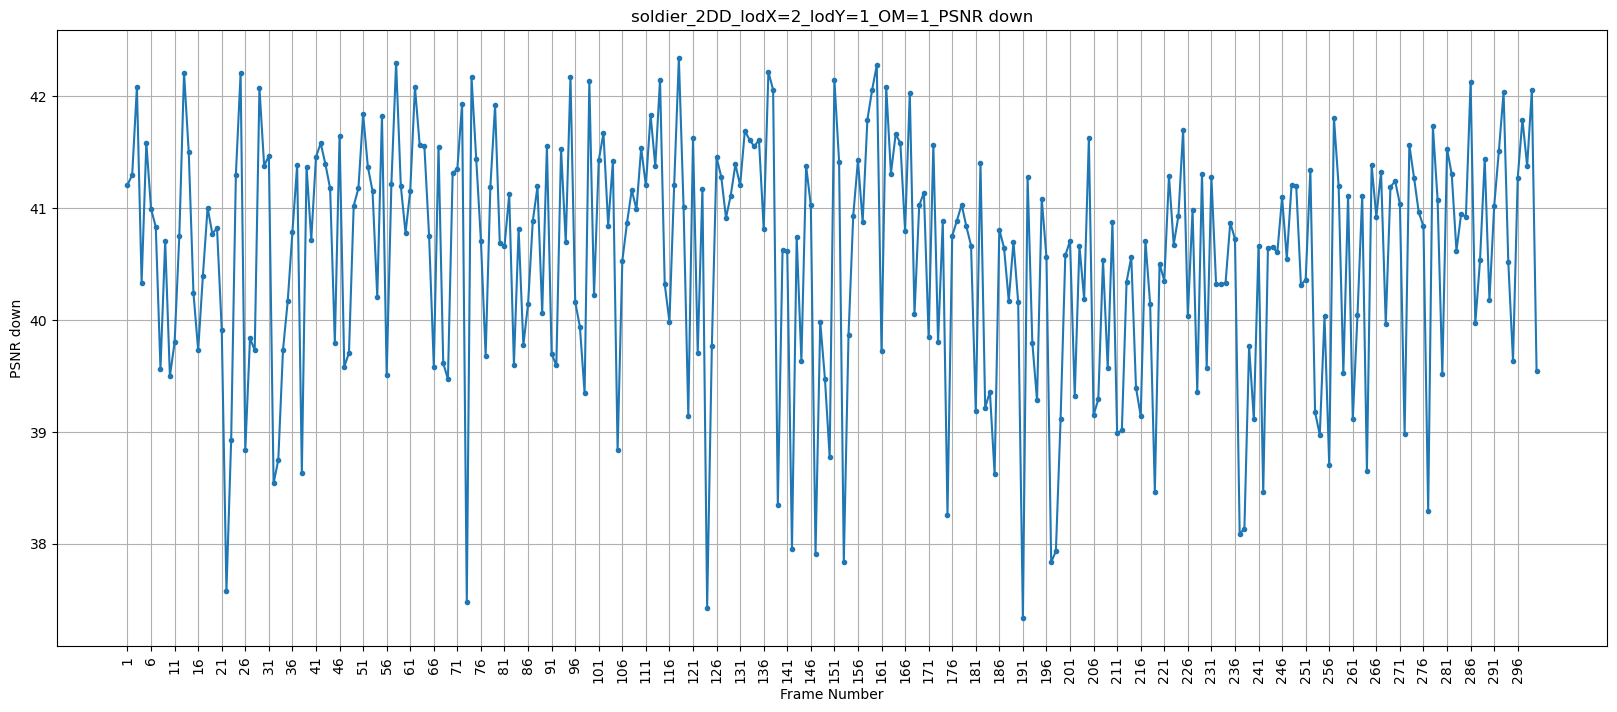 soldier_2DD_lodX=2_lodY=1_OM=1_PSNR down
42
41
40
39
38
PSNR down
1 6 11 16 21 26 31 36 41 46 51 56 61 66 71 76 81 86 91 96 101 106 111 116 121 126 131 136 141 146 151 156 161 166 171 176 181 186 191 196 201 206 211 216 221 226 231 236 241 246 251 256 261 266 271 276 281 286 291 296
Frame Number